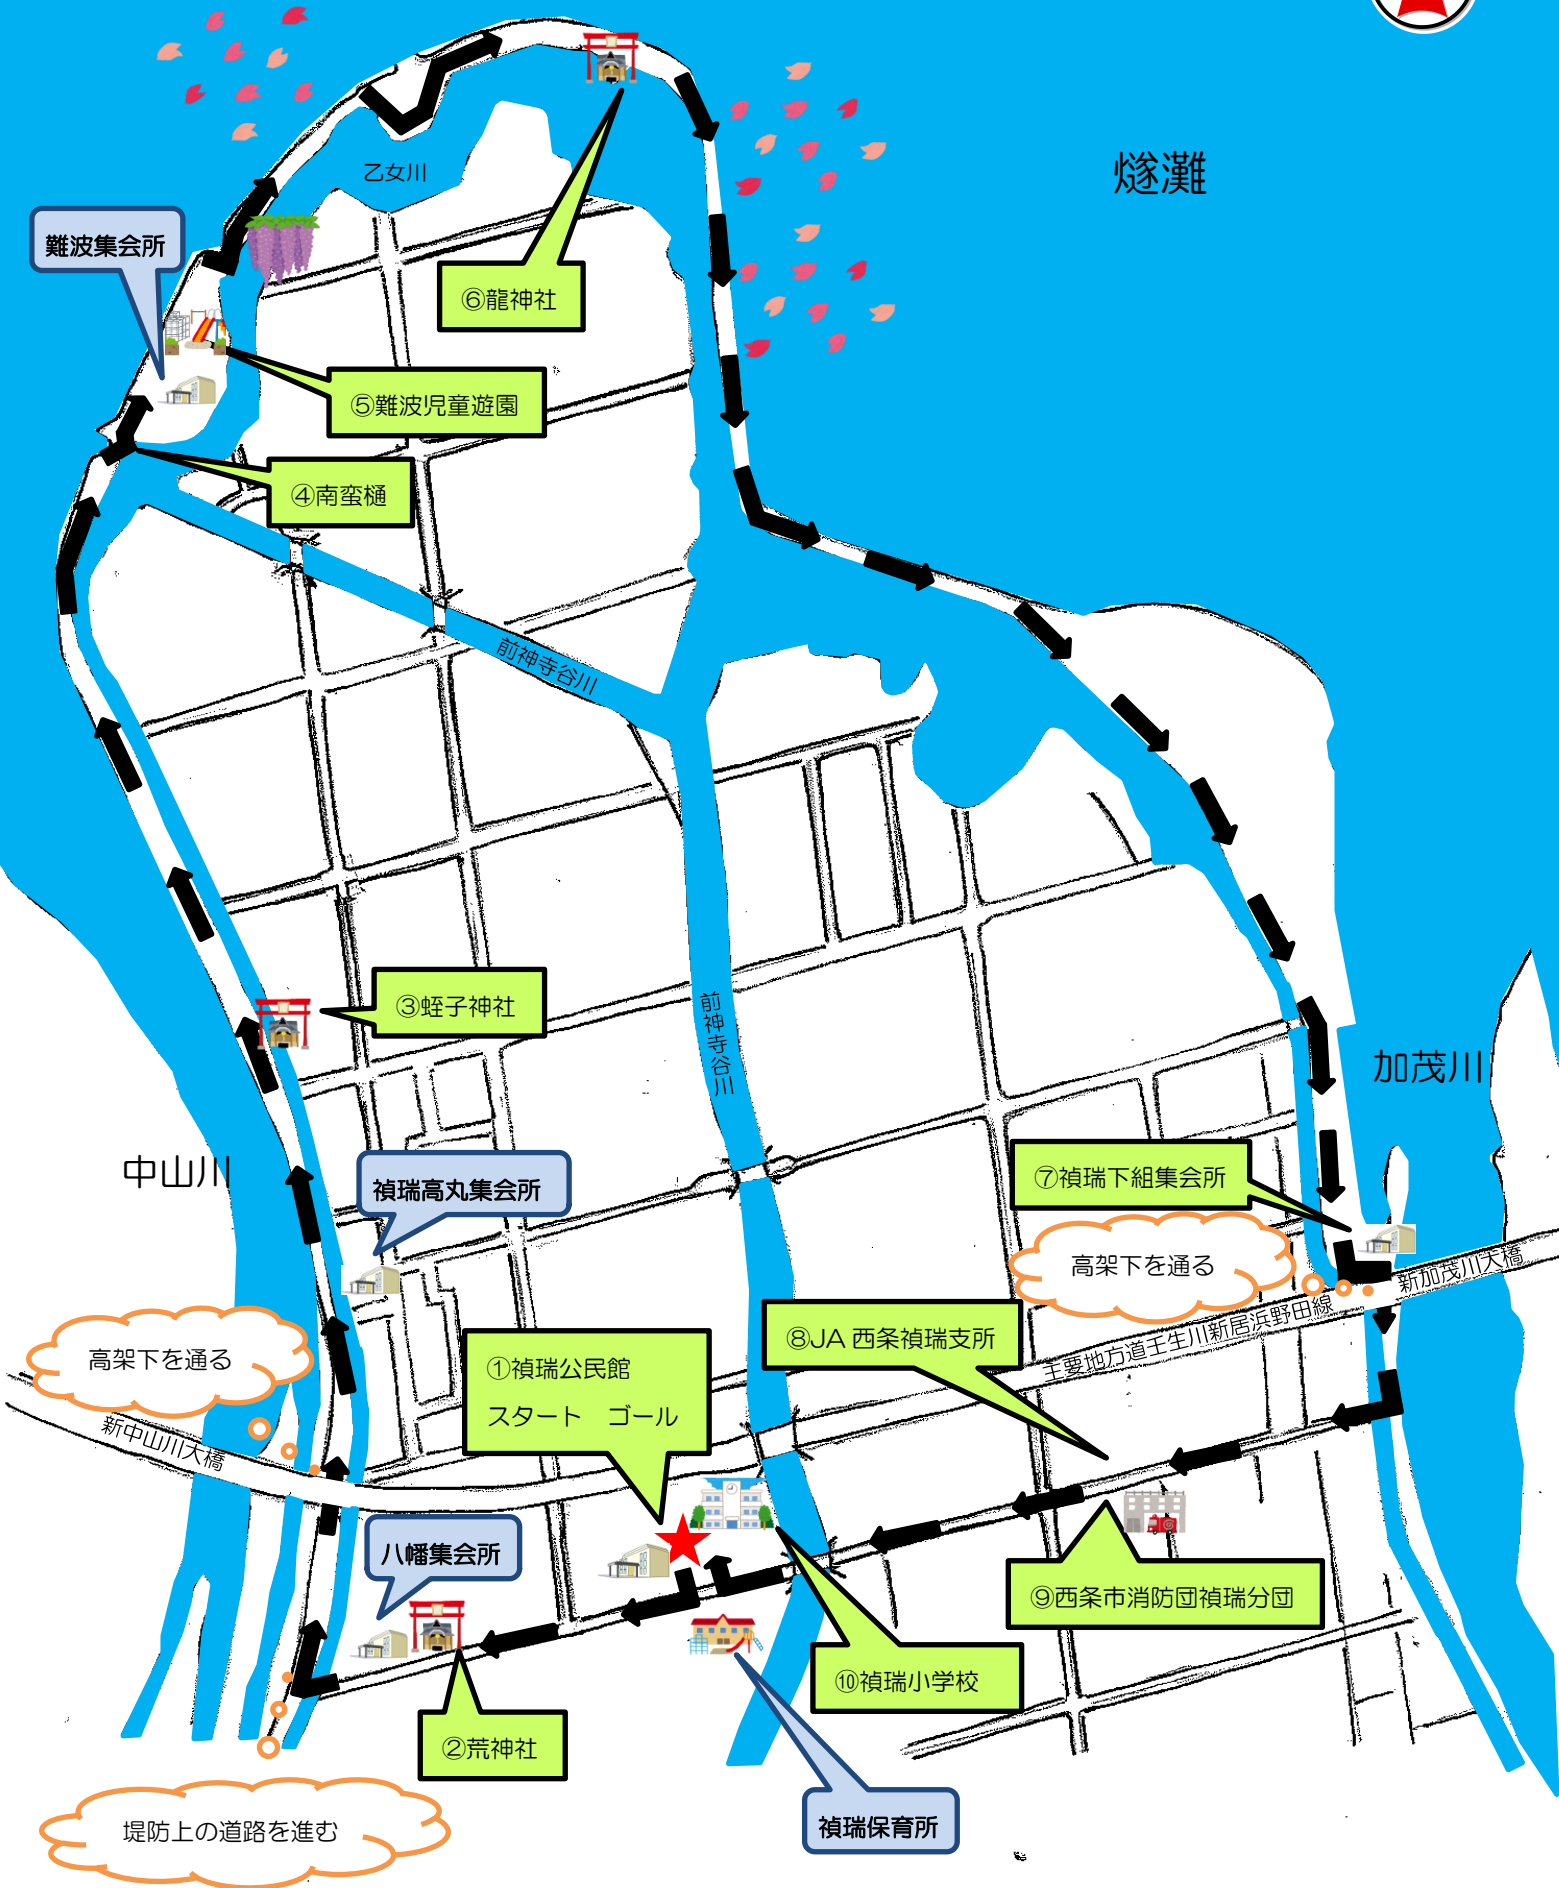 燧灘
乙女川
難波集会所
⑥龍神社
⑤難波児童遊園
④南蛮樋
前神寺谷川
③蛭子神社
前神寺谷川
加茂川
中山川
禎瑞高丸集会所
⑦禎瑞下組集会所
高架下を通る
新加茂川大橋
⑧JA 西条禎瑞支所
主要地方道壬生川新居浜野田線
高架下を通る
①禎瑞公民館
スタート　ゴール
新中山川大橋
八幡集会所
⑨西条市消防団禎瑞分団
⑩禎瑞小学校
②荒神社
禎瑞保育所
堤防上の道路を進む